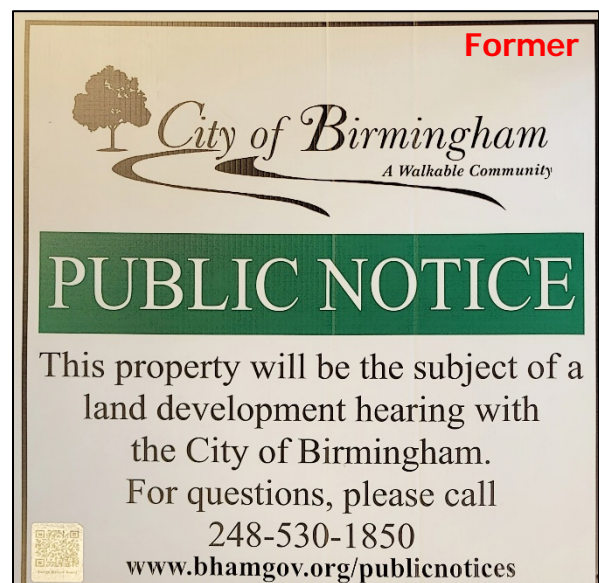 Former
City of Birmingham
A Walkable Community
PUBLIC NOTICE
This property will be the subject of a
land development hearing with
the City of Birmingham.
For questions, please call
248-530-1850
www.bhamgov.org/publicnotices